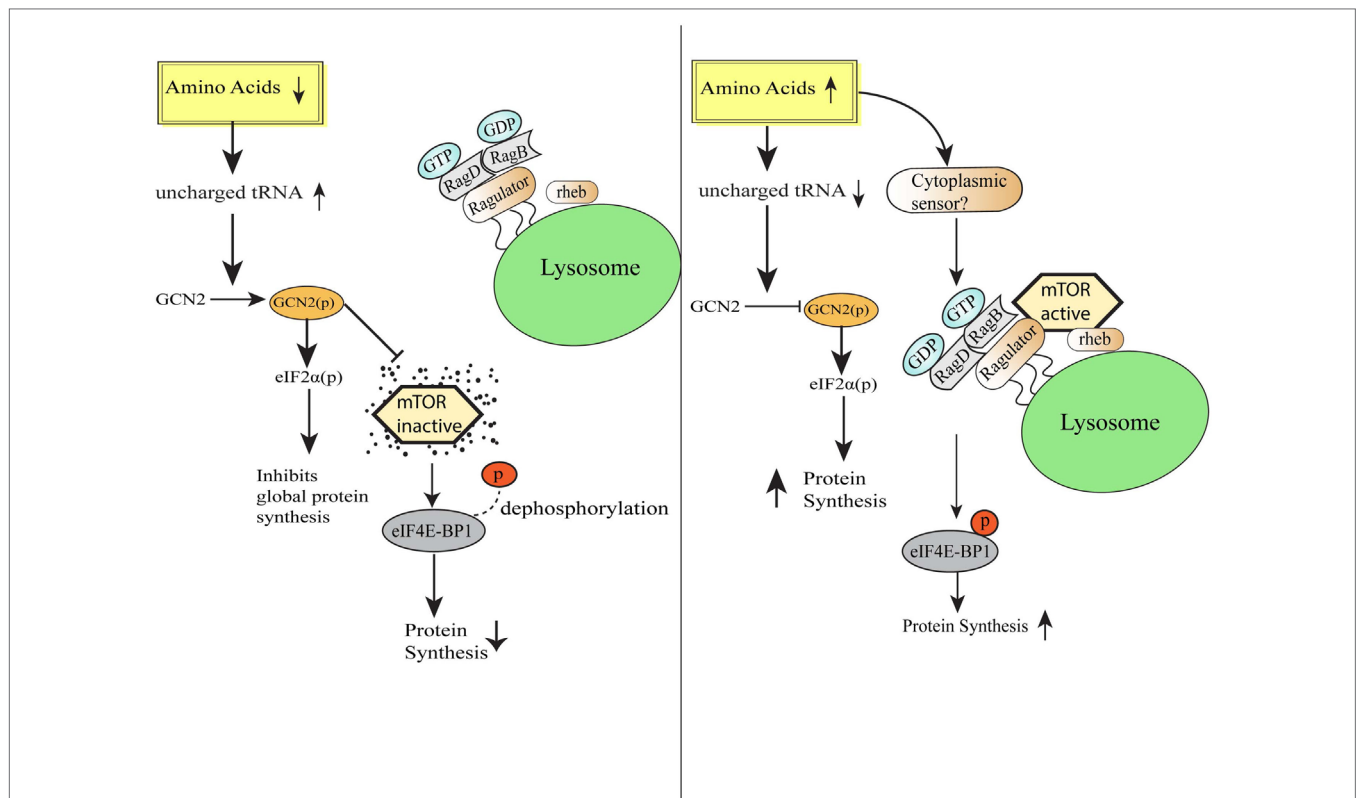 Amino Acids ↓
uncharged tRNA ↑
GCN2
GCN2(p)
eIF2α(p)
Inhibits
global protein
synthesis
GTP
GDP
RagD
RagB
Ragulator
rheb
Lysosome
mTOR
inactive
p
dephosphorylation
eIF4E-BP1
Protein
Synthesis ↓
Amino Acids ↑
uncharged tRNA ↓
Cytoplasmic
sensor?
GCN2
GCN2(p)
eIF2α(p)
↑ Protein
Synthesis
GTP
GDP
RagB
RagD
Ragulator
mTOR
active
rheb
Lysosome
p
eIF4E-BP1
Protein Synthesis ↑